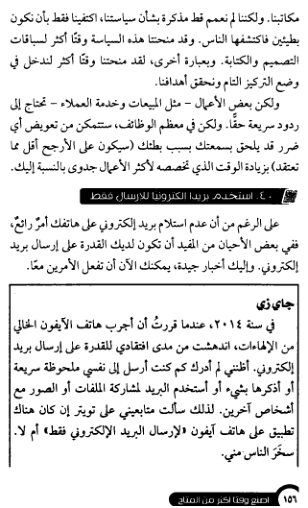 مكاتبنا. ولكننا لم نعمم قط مذكرة بشأن سياستنا، اكتفينا فقط بأن نكون
بطيئين فاكتشفها الناس. وقد منحتنا هذه السياسة وقتًا أكثر لسباقات
التصميم والكتابة. وبعبارة أخرى، لقد منحتنا وقتًا أكثر لندخل في
وضع التركيز التام ونحقق أهدافنا.
ولكن بعض الأعمال – مثل المبيعات وخدمة العملاء – تحتاج إلى
ردود سريعة حقًّا. ولكن في معظم الوظائف، ستتمكن من تعويض أي
ضرر قد يلحق بسمعتك بسبب بطئك (سيكون على الأرجح أقل مما
تعتقد) بزيادة الوقت الذي تخصصه لأكثر الأعمال جدوى بالنسبة إليك.
٤٠. استخدم بريدا الكترونيا للارسال فقط
على الرغم من أن عدم استلام بريد إلكتروني على هاتفك أمرٌ رائعٌ،
ففي بعض الأحيان من المفيد أن تكون لديك القدرة على إرسال بريد
إلكتروني. وإليك أخبار جيدة، يمكنك الآن أن تفعل الأمرين معًا.
جاي زي
في سنة ٢٠١٤، عندما قررتُ أن أجرب هاتف الآيفون الخالي
من الإلهاءات، اندهشت من مدى افتقادي للقدرة على إرسال بريد
إلكتروني. أظنني لم أدرك كم كنت أرسل إلى نفسي ملحوظة سريعة
أو أذكرها بشيء أو أستخدم البريد لمشاركة الملفات أو الصور مع
أشخاص آخرين. لذلك سألت متابعيني على تويتر إن كان هناك
تطبيق على هاتف آيفون «لإرسال البريد الإلكتروني فقط» أم لا.
سخَرَ الناس مني.
١٥٦ اصنع وقتا اكثر من المتاح